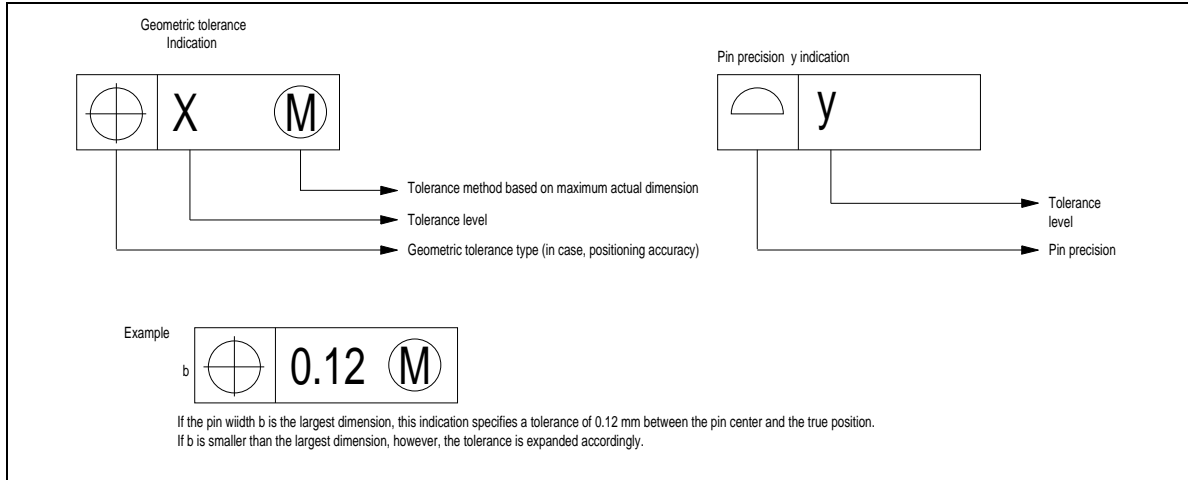 Geometric tolerance
Indication
X M
Tolerance method based on maximum actual dimension
Tolerance level
Geometric tolerance type (in case, positioning accuracy)
Pin precision y indication
y
Tolerance
level
Pin precision
Example
b
0.12 M
If the pin wiidth b is the largest dimension, this indication specifies a tolerance of 0.12 mm between the pin center and the true position.
If b is smaller than the largest dimension, however, the tolerance is expanded accordingly.